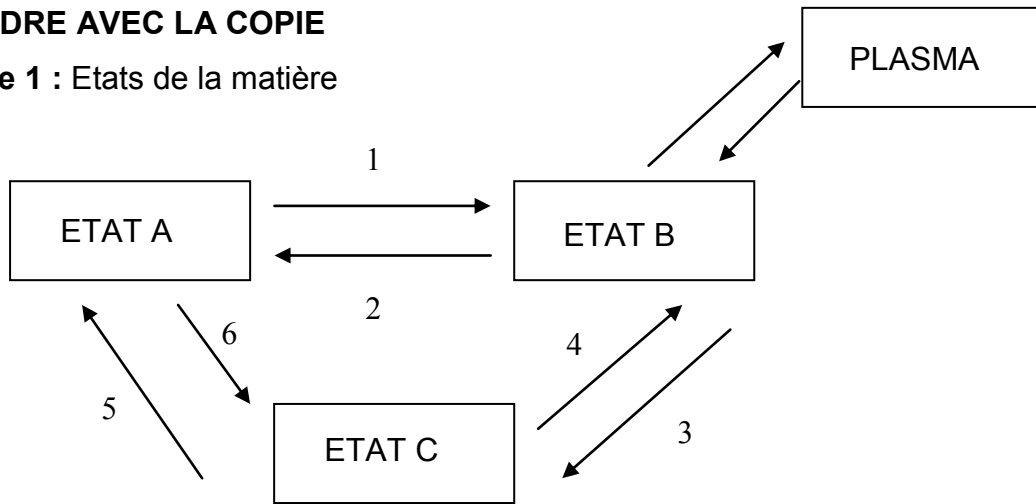 DRE AVEC LA COPIE
e 1 : Etats de la matière
PLASMA
1
ETAT A
ETAT B
2
6
4
5
3
ETAT C